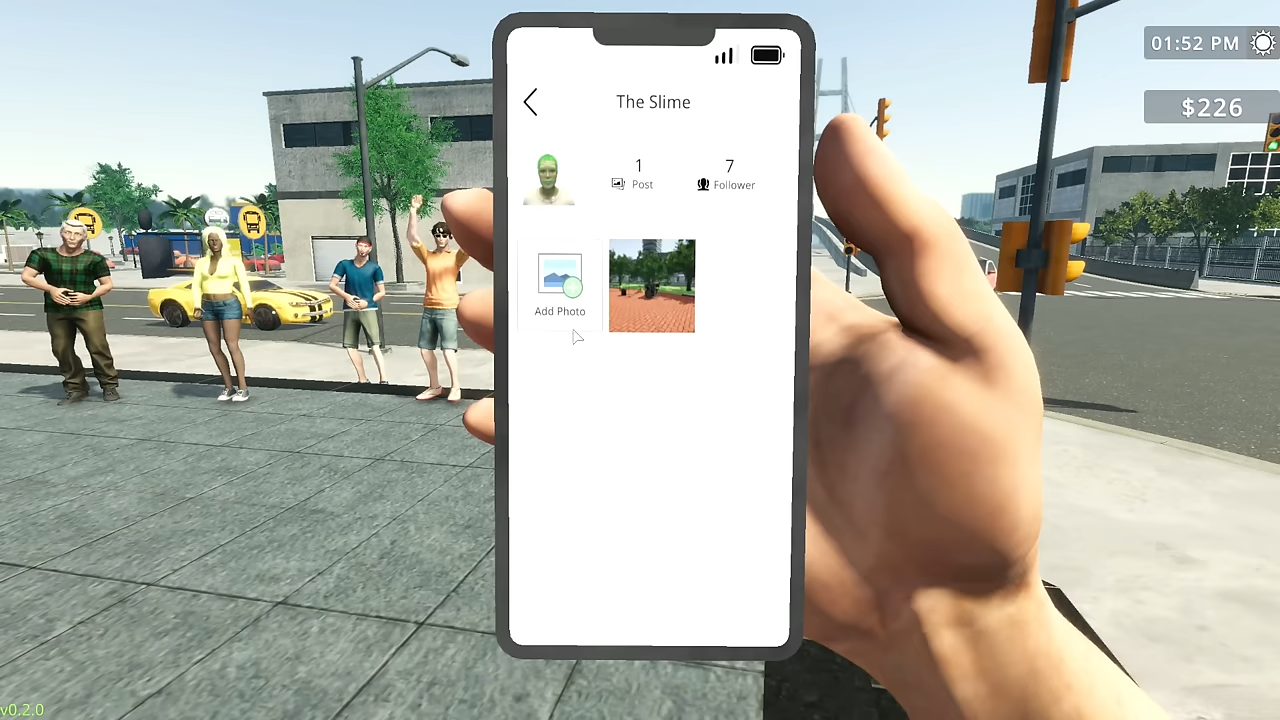 01:52 PM
$226
The Slime
1
Post
7
Follower
Add Photo
v0.2.0